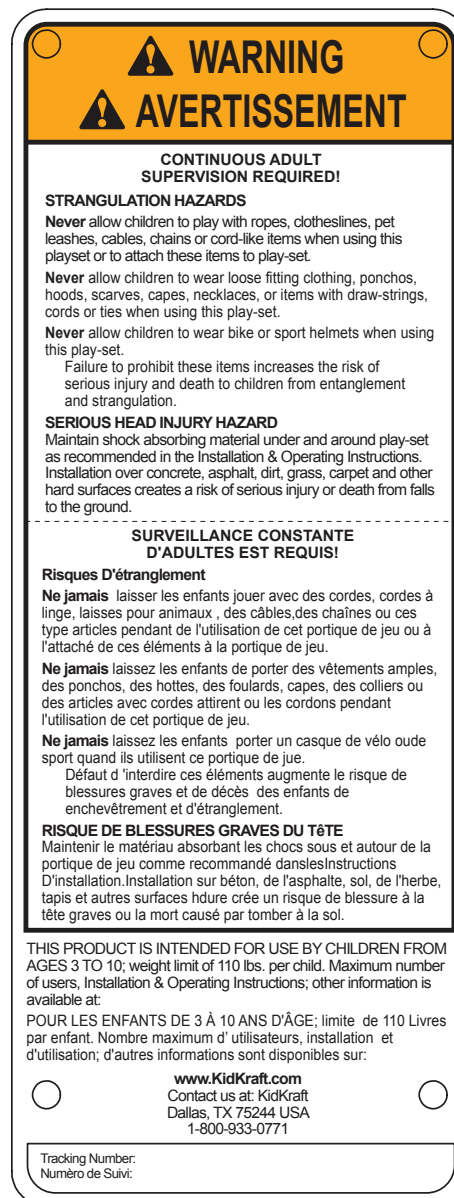 WARNING
AVERTISSEMENT
CONTINUOUS ADULT
SUPERVISION REQUIRED!
STRANGULATION HAZARDS
Never allow children to play with ropes, clotheslines, pet
leashes, cables, chains or cord-like items when using this
playset or to attach these items to play-set.
Never allow children to wear loose fitting clothing, ponchos,
hoods, scarves, capes, necklaces, or items with draw-strings,
cords or ties when using this play-set.
Never allow children to wear bike or sport helmets when using
this play-set.
Failure to prohibit these items increases the risk of
serious injury and death to children from entanglement
and strangulation.
SERIOUS HEAD INJURY HAZARD
Maintain shock absorbing material under and around play-set
as recommended in the Installation & Operating Instructions.
Installation over concrete, asphalt, dirt, grass, carpet and other
hard surfaces creates a risk of serious injury or death from falls
to the ground.
SURVEILLANCE CONSTANTE
D'ADULTES EST REQUIS!
Risques D'étranglement
Ne jamais laisser les enfants jouer avec des cordes, cordes à
linge, laisses pour animaux , des câbles,des chaînes ou ces
type articles pendant de l'utilisation de cet portique de jeu ou à
l'attaché de ces éléments à la portique de jeu.
Ne jamais laissez les enfants de porter des vêtements amples,
des ponchos, des hottes, des foulards, capes, des colliers ou
des articles avec cordes attirent ou les cordons pendant
l'utilisation de cet portique de jeu.
Ne jamais laissez les enfants porter un casque de vélo oude
sport quand ils utilisent ce portique de jue.
Défaut d 'interdire ces éléments augmente le risque de
blessures graves et de décès des enfants de
enchevêtrement et d'étranglement.
RISQUE DE BLESSURES GRAVES DU TêTE
Maintenir le matériau absorbant les chocs sous et autour de la
portique de jeu comme recommandé danslesInstructions
D'installation.Installation sur béton, de l'asphalte, sol, de l'herbe,
tapis et autres surfaces hdure crée un risque de blessure à la
tête graves ou la mort causé par tomber à la sol.
THIS PRODUCT IS INTENDED FOR USE BY CHILDREN FROM
AGES 3 TO 10; weight limit of 110 lbs. per child. Maximum number
of users, Installation & Operating Instructions; other information is
available at:
POUR LES ENFANTS DE 3 À 10 ANS D'ÂGE; limite de 110 Livres
par enfant. Nombre maximum d' utilisateurs, installation et
d'utilisation; d'autres informations sont disponibles sur:
www.KidKraft.com
Contact us at: KidKraft
Dallas, TX 75244 USA
1-800-933-0771
Tracking Number:
Numèro de Suivi: